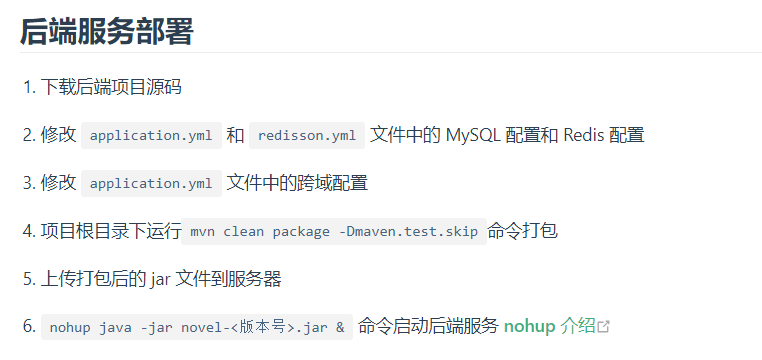 后端服务部署
1. 下载后端项目源码
2. 修改 application.yml 和 redisson.yml 文件中的 MySQL 配置和 Redis 配置
3. 修改 application.yml 文件中的跨域配置
4. 项目根目录下运行 mvn clean package -Dmaven.test.skip 命令打包
5. 上传打包后的 jar 文件到服务器
6. nohup java -jar novel-<版本号>.jar & 命令启动后端服务 nohup 介绍